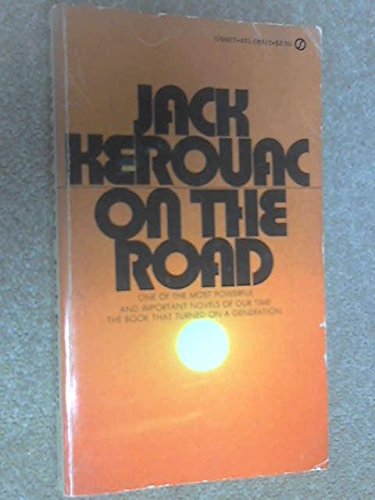 JACK
KEROUAC
ON THE
ROAD
ONE OF THE MOST POWERFUL
AND IMPORTANT NOVELS OF OUR TIME
THE BOOK THAT TURNED ON A GENERATION.